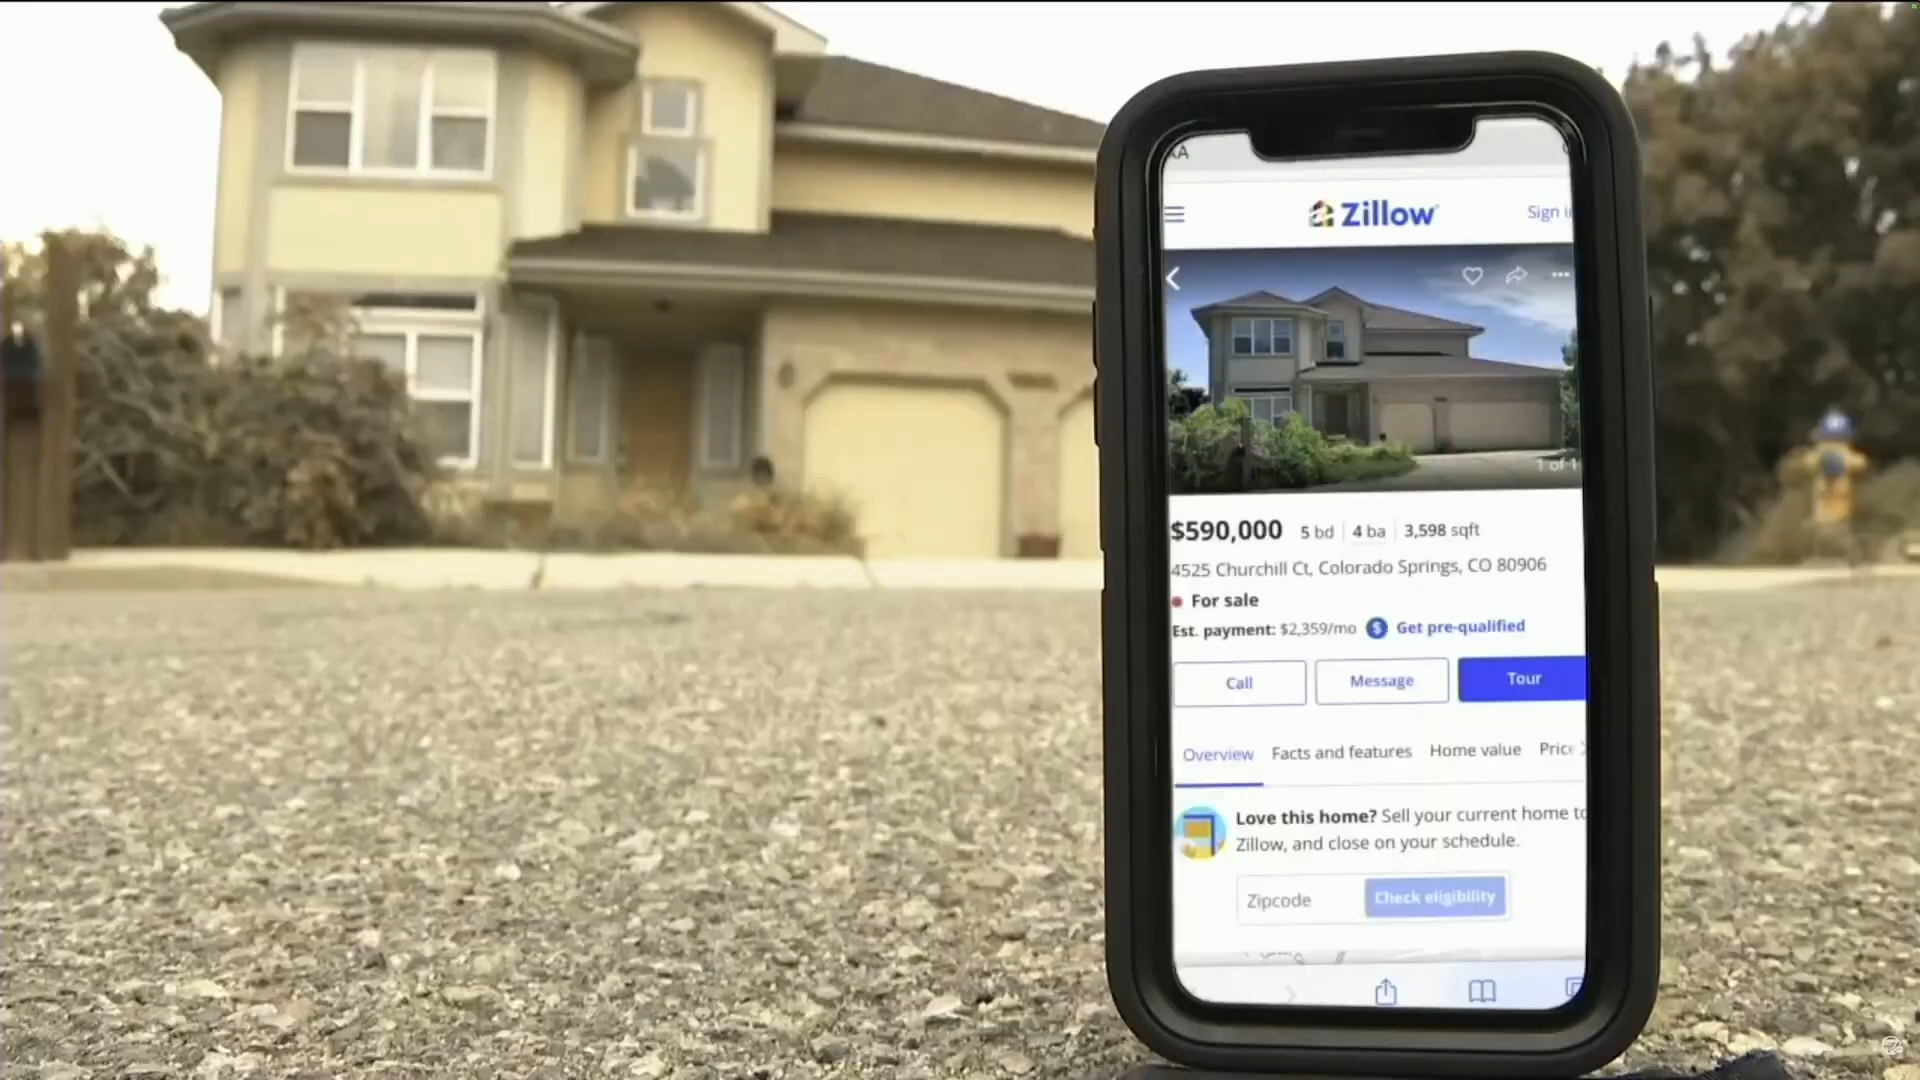 AA
Zillow
Sign i
1 of 1
$590,000 5 bd 4 ba 3,598 sqft
4525 Churchill Ct, Colorado Springs, CO 80906
For sale
Est. payment: $2,359/mo $ Get pre-qualified
Call Message Tour
Overview Facts and features Home value Price
Love this home? Sell your current home to
Zillow, and close on your schedule.
Zipcode Check eligibility